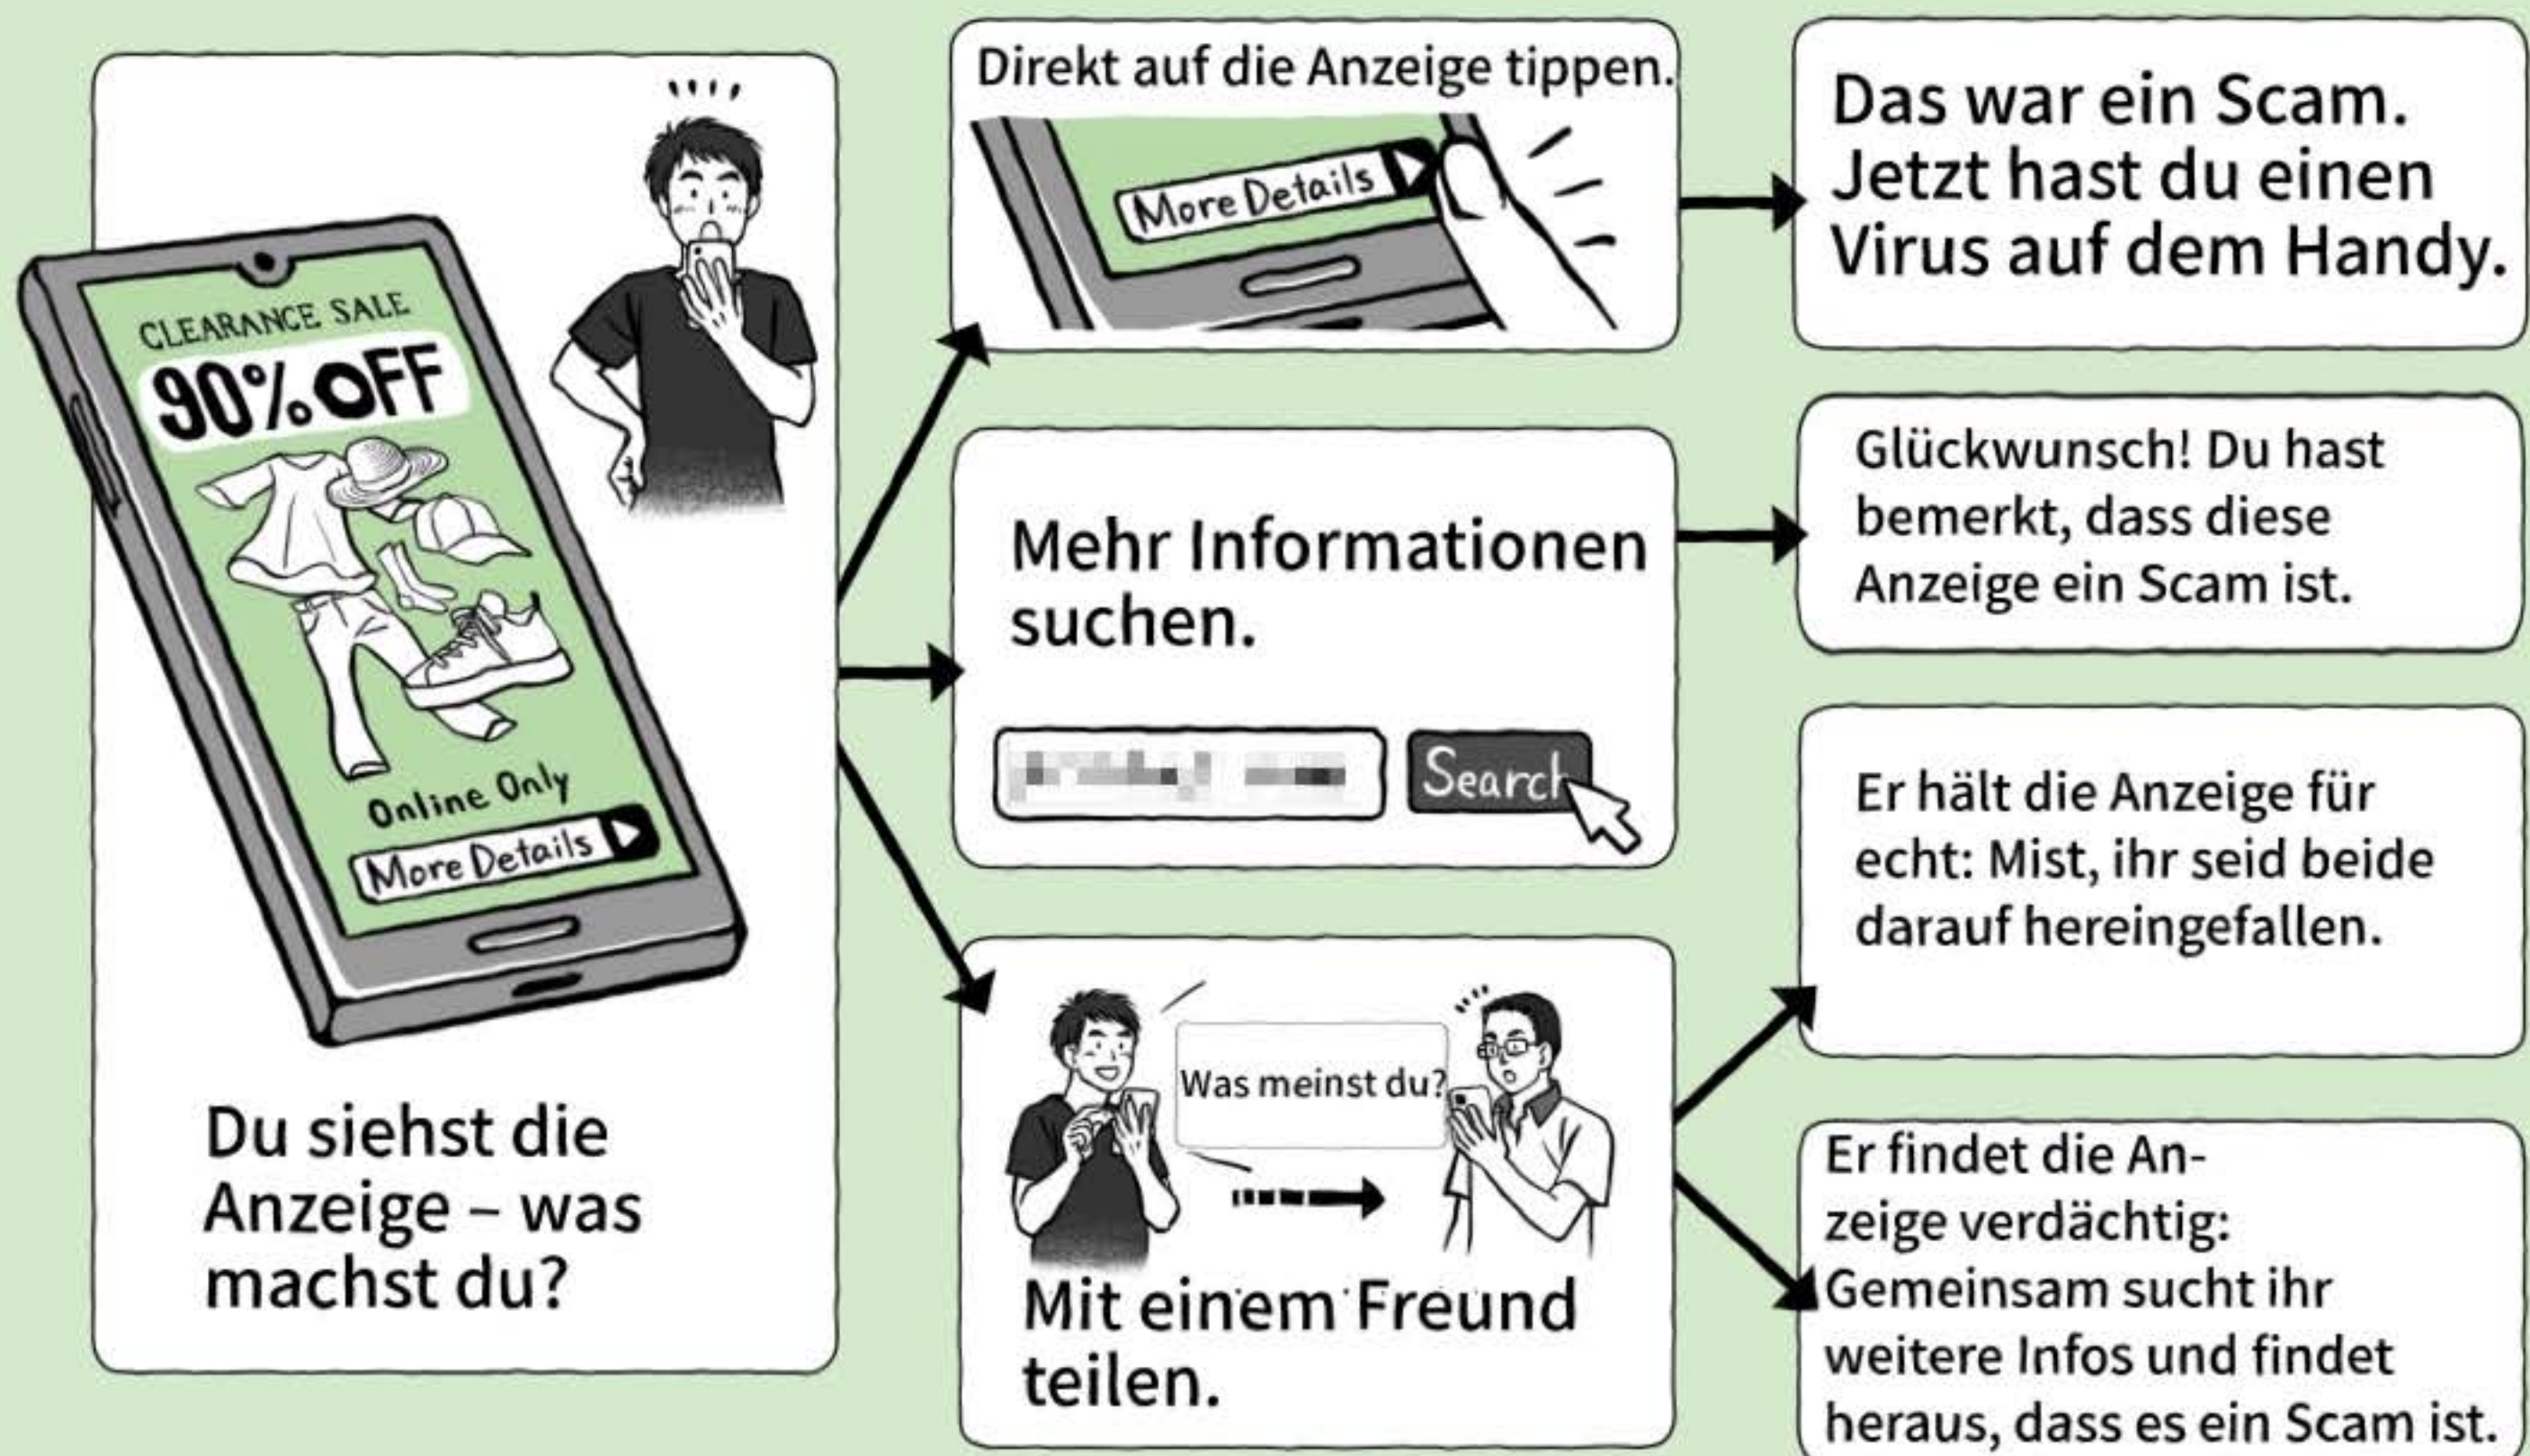 CLEARANCE SALE
90% OFF
Online Only
More Details
Du siehst die
Anzeige – was
machst du?
Direkt auf die Anzeige tippen.
More Details
Das war ein Scam.
Jetzt hast du einen
Virus auf dem Handy.
Mehr Informationen
suchen.
Search
Glückwunsch! Du hast
bemerkt, dass diese
Anzeige ein Scam ist.
Was meinst du?
Mit einem Freund
teilen.
Er hält die Anzeige für
echt: Mist, ihr seid beide
darauf hereingefallen.
Er findet die An-
zeige verdächtig:
Gemeinsam sucht ihr
weitere Infos und findet
heraus, dass es ein Scam ist.